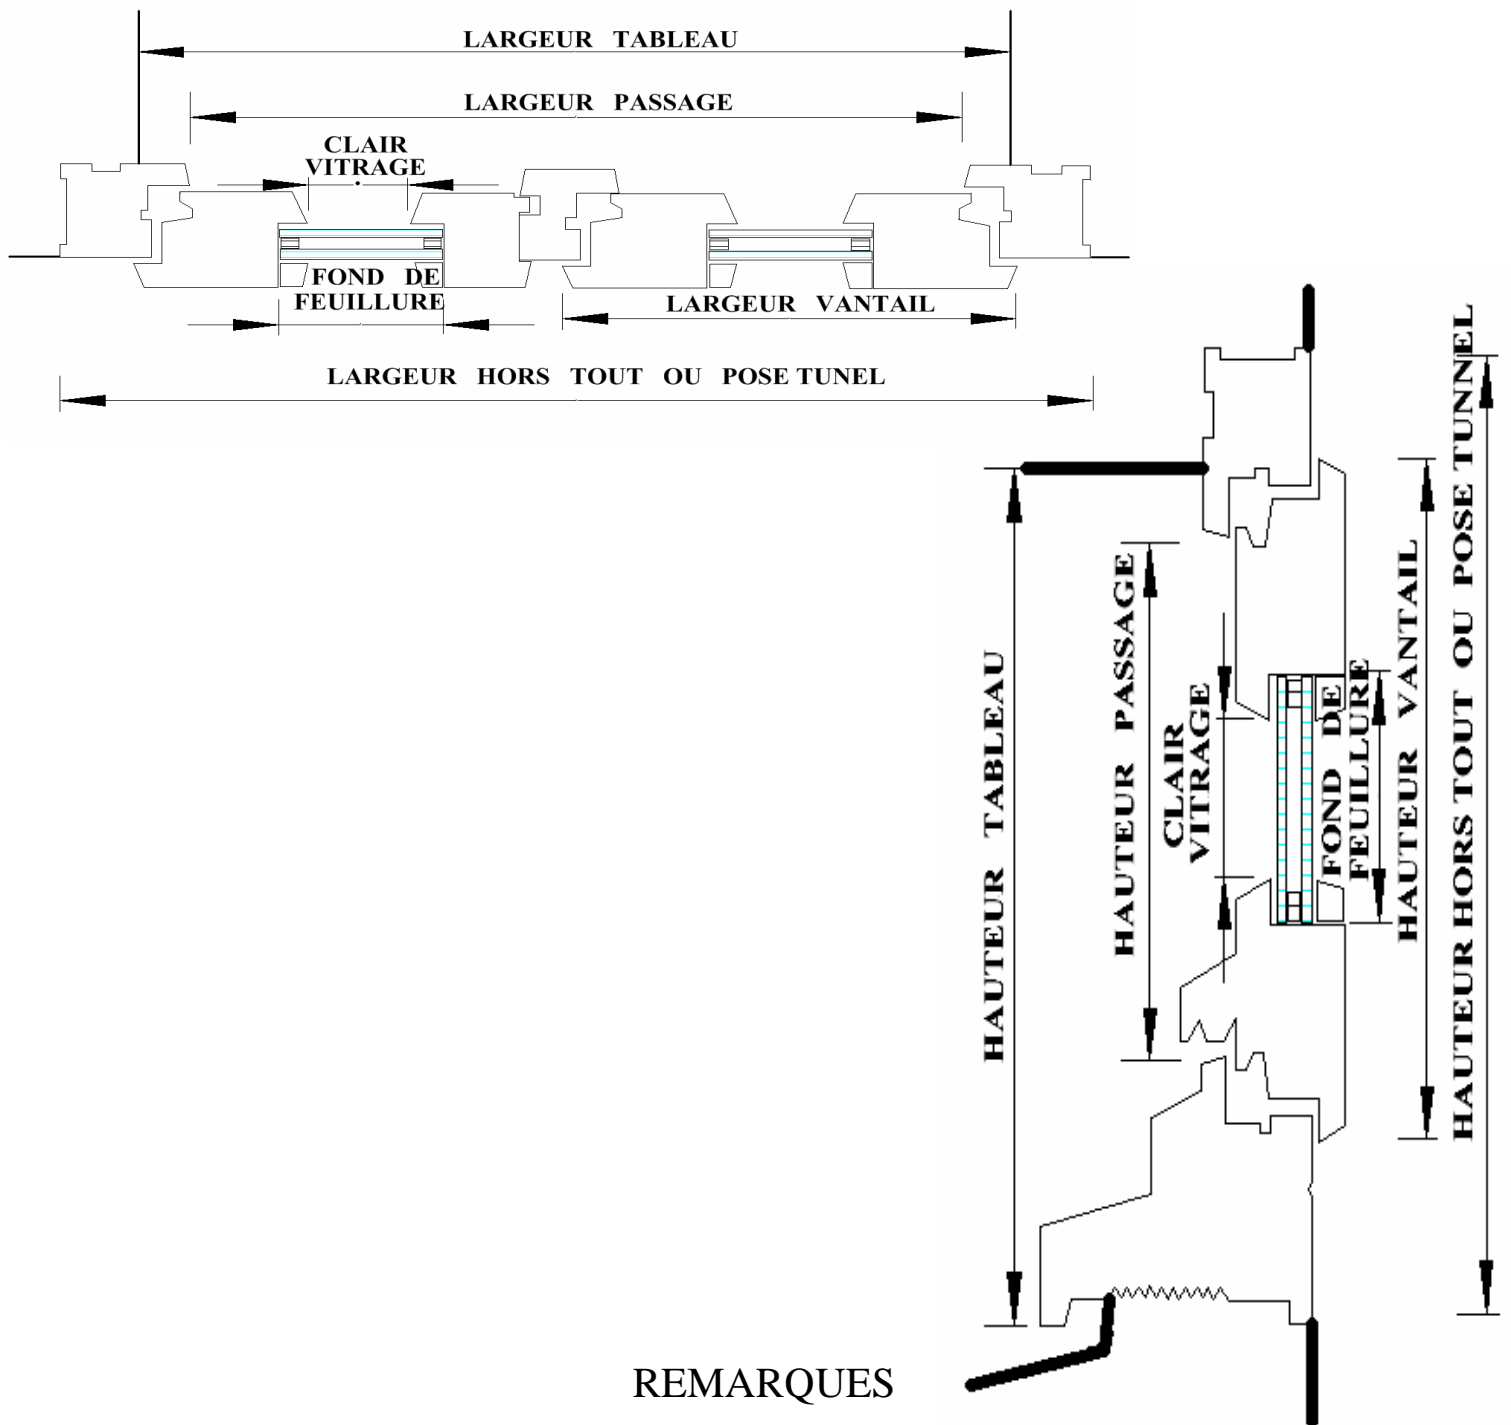 LARGEUR TABLEAU
LARGEUR PASSAGE
CLAIR
VITRAGE
FOND DE
FEUILLURE
LARGEUR VANTAIL
LARGEUR HORS TOUT OU POSE TUNEL
HAUTEUR TABLEAU
HAUTEUR PASSAGE
CLAIR
VITRAGE
FOND DE
FEUILLURE
HAUTEUR VANTAIL
HAUTEUR HORS TOUT OU POSE TUNNEL
REMARQUES